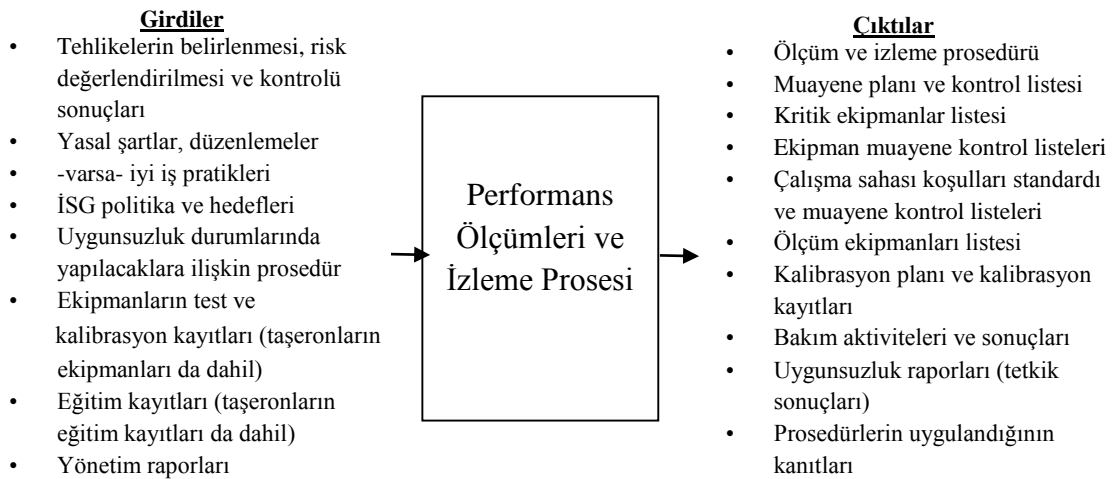 Girdiler
• Tehlikelerin belirlenmesi, risk
değerlendirilmesi ve kontrolü
sonuçları
• Yasal şartlar, düzenlemeler
• -varsa- iyi iş pratikleri
• İSG politika ve hedefleri
• Uygunsuzluk durumlarında
yapılacaklara ilişkin prosedür
• Ekipmanların test ve
kalibrasyon kayıtları (taşeronların
ekipmanları da dahil)
• Eğitim kayıtları (taşeronların
eğitim kayıtları da dahil)
• Yönetim raporları
Performans
Ölçümleri ve
İzleme Prosesi
Çıktılar
• Ölçüm ve izleme prosedürü
• Muayene planı ve kontrol listesi
• Kritik ekipmanlar listesi
• Ekipman muayene kontrol listeleri
• Çalışma sahası koşulları standardı
ve muayene kontrol listeleri
• Ölçüm ekipmanları listesi
• Kalibrasyon planı ve kalibrasyon
kayıtları
• Bakım aktiviteleri ve sonuçları
• Uygunsuzluk raporları (tetkik
sonuçları)
• Prosedürlerin uygulandığının
kanıtları